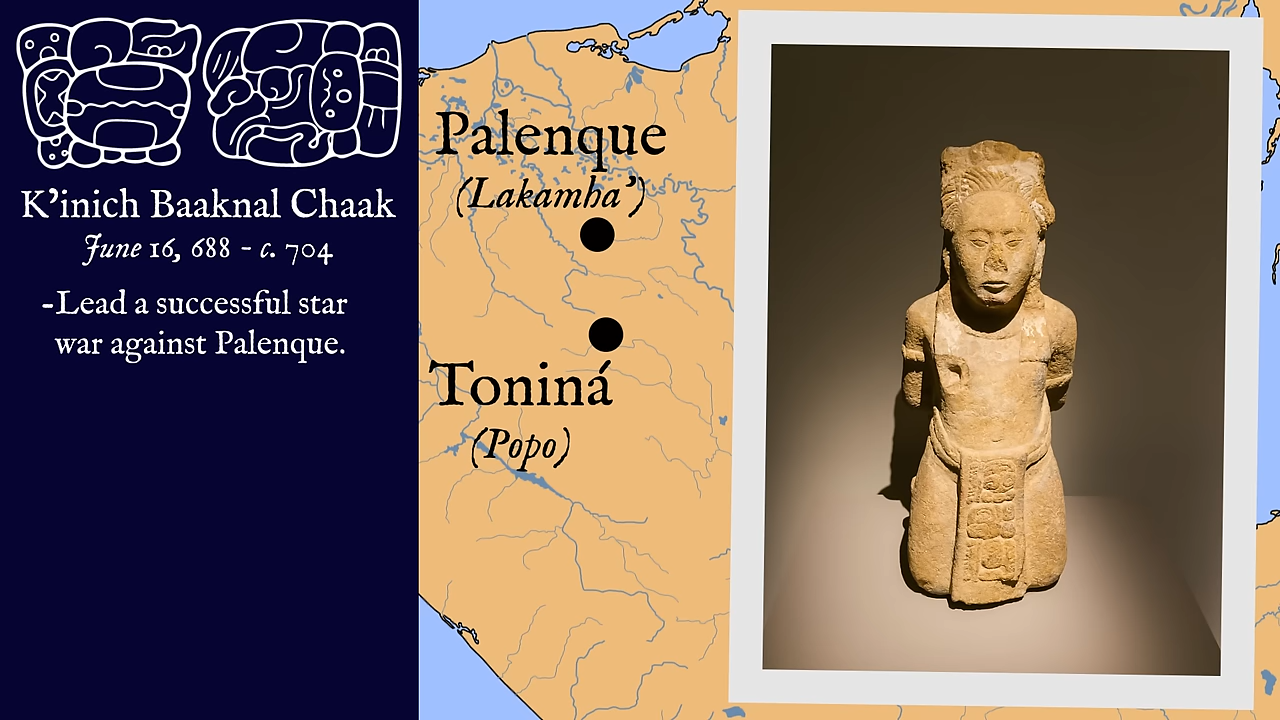 K'inich Baaknal Chaak
June 16, 688 - c. 704
-Lead a successful star
war against Palenque.
Palenque
(Lakamha')
Toniná
(Popo)